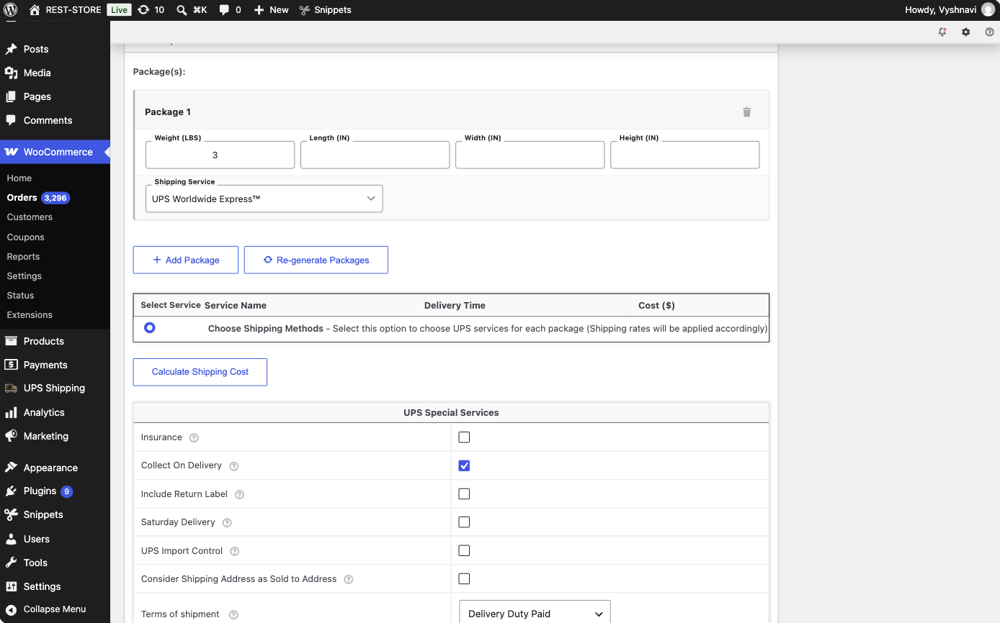 REST-STORE Live 10 ⌘K 0 New Snippets Howdy, Vyshnavi
Posts
Media
Pages
Comments
WooCommerce
Home
Orders 3,296
Customers
Coupons
Reports
Settings
Status
Extensions
Products
Payments
UPS Shipping
Analytics
Marketing
Appearance
Plugins 9
Snippets
Users
Tools
Settings
Collapse Menu
Package(s):
Package 1
Weight (LBS) Length (IN) Width (IN) Height (IN)
3
Shipping Service
UPS Worldwide Express™
Add Package Re-generate Packages
Select Service Service Name Delivery Time Cost ($)
Choose Shipping Methods - Select this option to choose UPS services for each package (Shipping rates will be applied accordingly)
Calculate Shipping Cost
UPS Special Services
Insurance ?
Collect On Delivery ?
Include Return Label ?
Saturday Delivery ?
UPS Import Control ?
Consider Shipping Address as Sold to Address ?
Terms of shipment ? Delivery Duty Paid